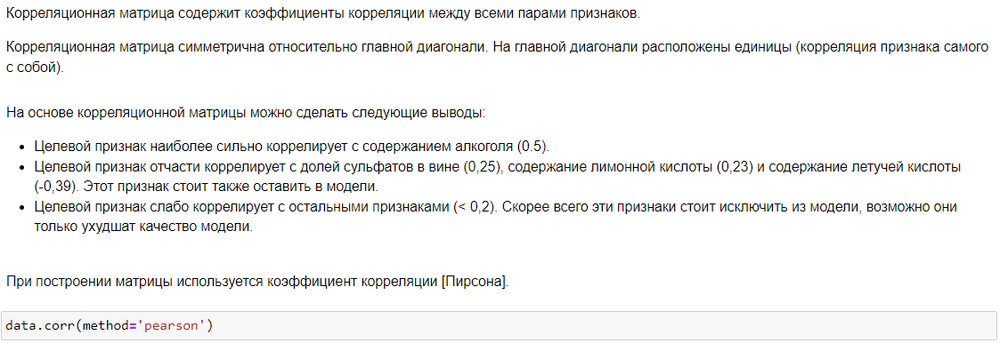 Корреляционная матрица содержит коэффициенты корреляции между всеми парами признаков.
Корреляционная матрица симметрична относительно главной диагонали. На главной диагонали расположены единицы (корреляция признака самого
с собой).
На основе корреляционной матрицы можно сделать следующие выводы:
• Целевой признак наиболее сильно коррелирует с содержанием алкоголя (0.5).
• Целевой признак отчасти коррелирует с долей сульфатов в вине (0,25), содержание лимонной кислоты (0,23) и содержание летучей кислоты
(-0,39). Этот признак стоит также оставить в модели.
• Целевой признак слабо коррелирует с остальными признаками (< 0,2). Скорее всего эти признаки стоит исключить из модели, возможно они
только ухудшат качество модели.
При построении матрицы используется коэффициент корреляции [Пирсона].
data.corr(method='pearson')